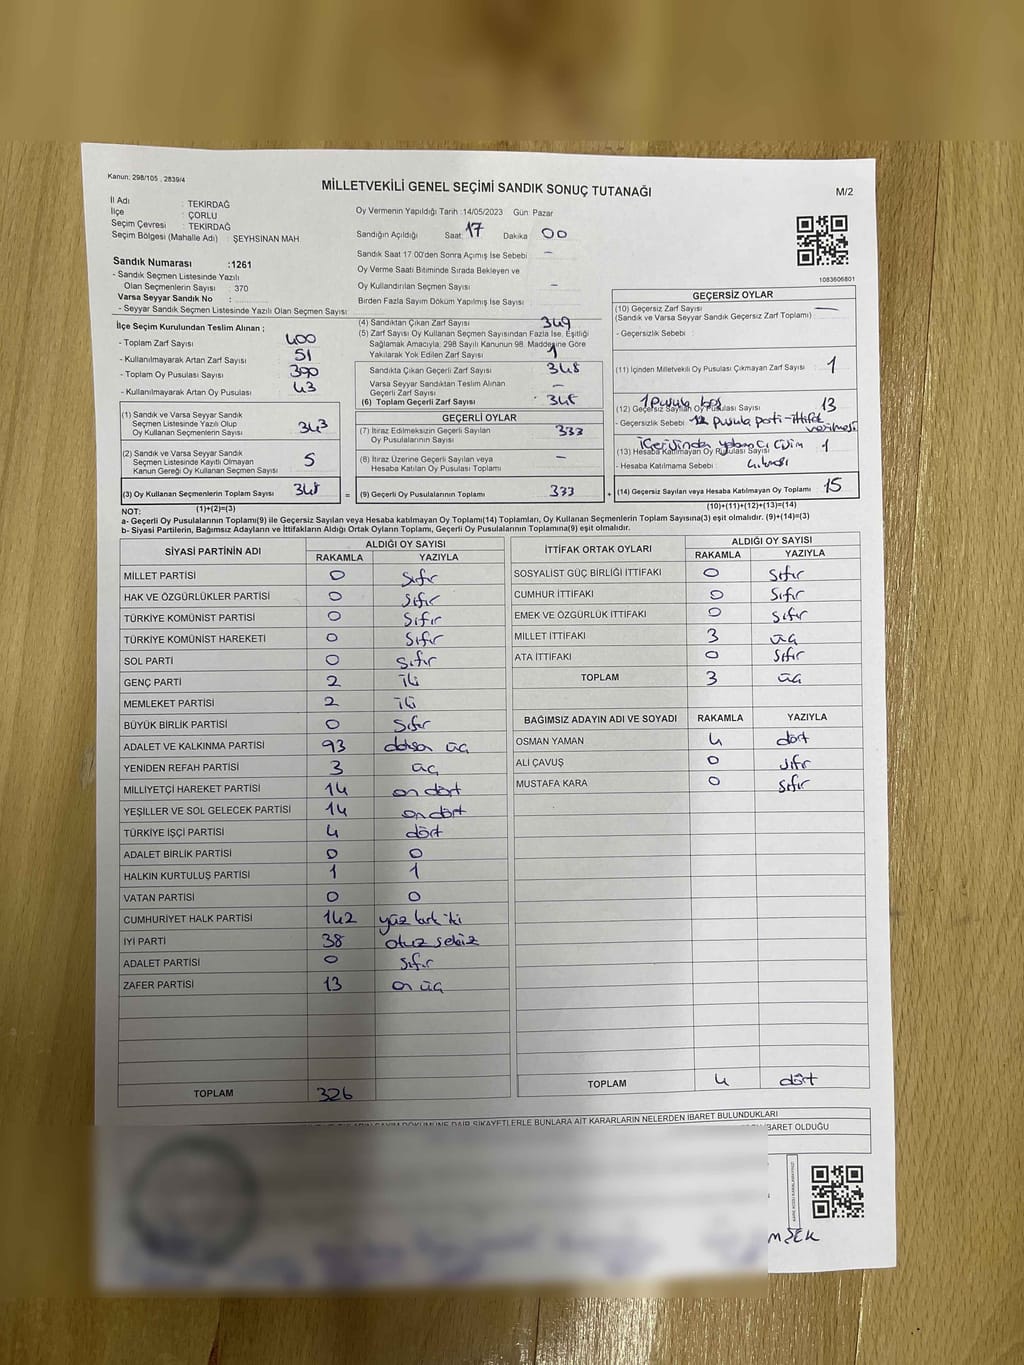 Kanun: 298/105 , 2839/4
MİLLETVEKİLİ GENEL SEÇİMİ SANDIK SONUÇ TUTANAĞI
M/2
İl Adı : TEKİRDAĞ
İlçe : ÇORLU
Seçim Çevresi : TEKİRDAĞ
Seçim Bölgesi (Mahalle Adı) : ŞEYHSİNAN MAH
Sandık Numarası :1261
- Sandık Seçmen Listesinde Yazılı
Olan Seçmenlerin Sayısı : 370
Varsa Seyyar Sandık No :
- Seyyar Sandık Seçmen Listesinde Yazılı Olan Seçmen Sayısı
Oy Vermenin Yapıldığı Tarih :14/05/2023 Gün: Pazar
Sandığın Açıldığı Saat 17 Dakika 00
Sandık Saat 17.00'den Sonra Açımış İse Sebebi –
Oy Verme Saati Bitiminde Sırada Bekleyen ve
Oy Kullandırılan Seçmen Sayısı –
Birden Fazla Sayım Döküm Yapılmış İse Sayısı
1083606801
İlçe Seçim Kurulundan Teslim Alınan ;
- Toplam Zarf Sayısı 400
- Kullanılmayarak Artan Zarf Sayısı 51
- Toplam Oy Pusulası Sayısı 390
- Kullanılmayarak Artan Oy Pusulası 43
(1) Sandık ve Varsa Seyyar Sandık
Seçmen Listesinde Yazılı Olup
Oy Kullanan Seçmenlerin Sayısı 343
(2) Sandık ve Varsa Seyyar Sandık
Seçmen Listesinde Kayıtlı Olmayan
Kanun Gereği Oy Kullanan Seçmen Sayısı 5
(3) Oy Kullanan Seçmenlerin Toplam Sayısı 348
(1)+(2)=(3)
(4) Sandıktan Çıkan Zarf Sayısı 349
(5) Zarf Sayısı Oy Kullanan Seçmen Sayısından Fazla İse, Eşitliği
Sağlamak Amacıyla, 298 Sayılı Kanunun 98. Maddesine Göre
Yakılarak Yok Edilen Zarf Sayısı 1
Sandıkta Çıkan Geçerli Zarf Sayısı 348
Varsa Seyyar Sandıktan Teslim Alınan
Geçerli Zarf Sayısı –
(6) Toplam Geçerli Zarf Sayısı 348
GEÇERLİ OYLAR
(7) İtiraz Edilmeksizin Geçerli Sayılan
Oy Pusulalarının Sayısı 333
(8) İtiraz Üzerine Geçerli Sayılan veya
Hesaba Katılan Oy Pusulası Toplamı –
= (9) Geçerli Oy Pusulalarının Toplamı 333
GEÇERSİZ OYLAR
(10) Geçersiz Zarf Sayısı –
(Sandık ve Varsa Seyyar Sandık Geçersiz Zarf Toplamı)
- Geçersizlik Sebebi :
(11) İçinden Milletvekili Oy Pusulası Çıkmayan Zarf Sayısı 1
1 Pusula boş
(12) Geçersiz Sayılan Oy Pusulası Sayısı 13
- Geçersizlik Sebebi 12 pusula parti-ittifak
verilmesi
içerisinde yabancı cisim
(13) Hesaba Katılmayan Oy Pusulası Sayısı 1
- Hesaba Katılmama Sebebi : çıkması
+ (14) Geçersiz Sayılan veya Hesaba Katılmayan Oy Toplamı 15
(10)+(11)+(12)+(13)=(14)
NOT:
a- Geçerli Oy Pusulalarının Toplamı(9) ile Geçersiz Sayılan veya Hesaba katılmayan Oy Toplamı(14) Toplamları, Oy Kullanan Seçmenlerin Toplam Sayısına(3) eşit olmalıdır. (9)+(14)=(3)
b- Siyasi Partilerin, Bağımsız Adayların ve İttifakların Aldığı Ortak Oyların Toplamı, Geçerli Oy Pusulalarının Toplamına(9) eşit olmalıdır.
SİYASİ PARTİNİN ADI ALDIĞI OY SAYISI
RAKAMLA YAZIYLA
MİLLET PARTİSİ 0 Sıfır
HAK VE ÖZGÜRLÜKLER PARTİSİ 0 Sıfır
TÜRKİYE KOMÜNİST PARTİSİ 0 Sıfır
TÜRKİYE KOMÜNİST HAREKETİ 0 Sıfır
SOL PARTİ 0 Sıfır
GENÇ PARTİ 2 iki
MEMLEKET PARTİSİ 2 iki
BÜYÜK BİRLİK PARTİSİ 0 Sıfır
ADALET VE KALKINMA PARTİSİ 93 doksan üç
YENİDEN REFAH PARTİSİ 3 üç
MİLLİYETÇİ HAREKET PARTİSİ 14 on dört
YEŞİLLER VE SOL GELECEK PARTİSİ 14 on dört
TÜRKİYE İŞÇİ PARTİSİ 4 dört
ADALET BİRLİK PARTİSİ 0 0
HALKIN KURTULUŞ PARTİSİ 1 1
VATAN PARTİSİ 0 0
CUMHURİYET HALK PARTİSİ 142 yüz kırk iki
İYİ PARTİ 38 otuz sekiz
ADALET PARTİSİ 0 Sıfır
ZAFER PARTİSİ 13 on üç
TOPLAM 326
İTTİFAK ORTAK OYLARI ALDIĞI OY SAYISI
RAKAMLA YAZIYLA
SOSYALİST GÜÇ BİRLİĞİ İTTİFAKI 0 Sıfır
CUMHUR İTTİFAKI 0 Sıfır
EMEK VE ÖZGÜRLÜK İTTİFAKI 0 Sıfır
MİLLET İTTİFAKI 3 üç
ATA İTTİFAKI 0 Sıfır
TOPLAM 3 üç
BAĞIMSIZ ADAYIN ADI VE SOYADI RAKAMLA YAZIYLA
OSMAN YAMAN 4 dört
ALİ ÇAVUŞ 0 Sıfır
MUSTAFA KARA 0 Sıfır
TOPLAM 4 dört
DÖKÜMÜNE DAİR ŞİKAYETLERLE BUNLARA AİT KARARLARIN NELERDEN İBARET BULUNDUKLARI
İBARET OLDUĞU